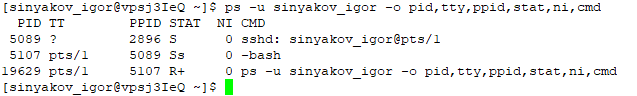 [sinyakov_igor@vpsj3IeQ ~]$ ps -u sinyakov_igor -o pid,tty,ppid,stat,ni,cmd
PID TT PPID STAT NI CMD
5089 ? 2896 S 0 sshd: sinyakov_igor@pts/1
5107 pts/1 5089 Ss 0 -bash
19629 pts/1 5107 R+ 0 ps -u sinyakov_igor -o pid,tty,ppid,stat,ni,cmd
[sinyakov_igor@vpsj3IeQ ~]$